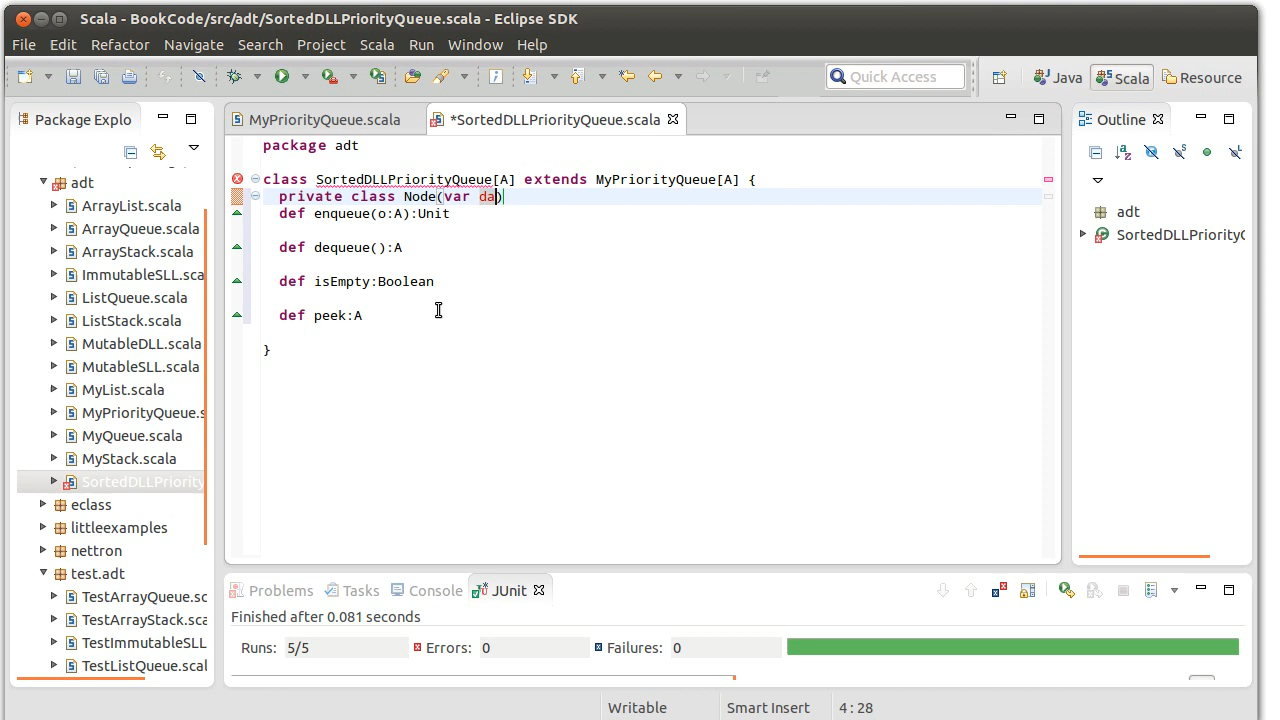 Scala - BookCode/src/adt/SortedDLLPriorityQueue.scala - Eclipse SDK
File Edit Refactor Navigate Search Project Scala Run Window Help
Quick Access
Java
Scala
Resource
Package Explo
MyPriorityQueue.scala
*SortedDLLPriorityQueue.scala
Outline
adt
ArrayList.scala
ArrayQueue.scala
ArrayStack.scala
ImmutableSLL.sca
ListQueue.scala
ListStack.scala
MutableDLL.scala
MutableSLL.scala
MyList.scala
MyPriorityQueue.s
MyQueue.scala
MyStack.scala
SortedDLLPriority
eclass
littleexamples
nettron
test.adt
TestArrayQueue.sc
TestArrayStack.sca
TestImmutableSLL
TestListQueue.scal
package adt
class SortedDLLPriorityQueue[A] extends MyPriorityQueue[A] {
private class Node(var da)
def enqueue(o:A):Unit
def dequeue():A
def isEmpty:Boolean
def peek:A
}
adt
SortedDLLPriorityQ
Problems
Tasks
Console
JUnit
Finished after 0.081 seconds
Runs: 5/5
Errors: 0
Failures: 0
Writable
Smart Insert
4 : 28